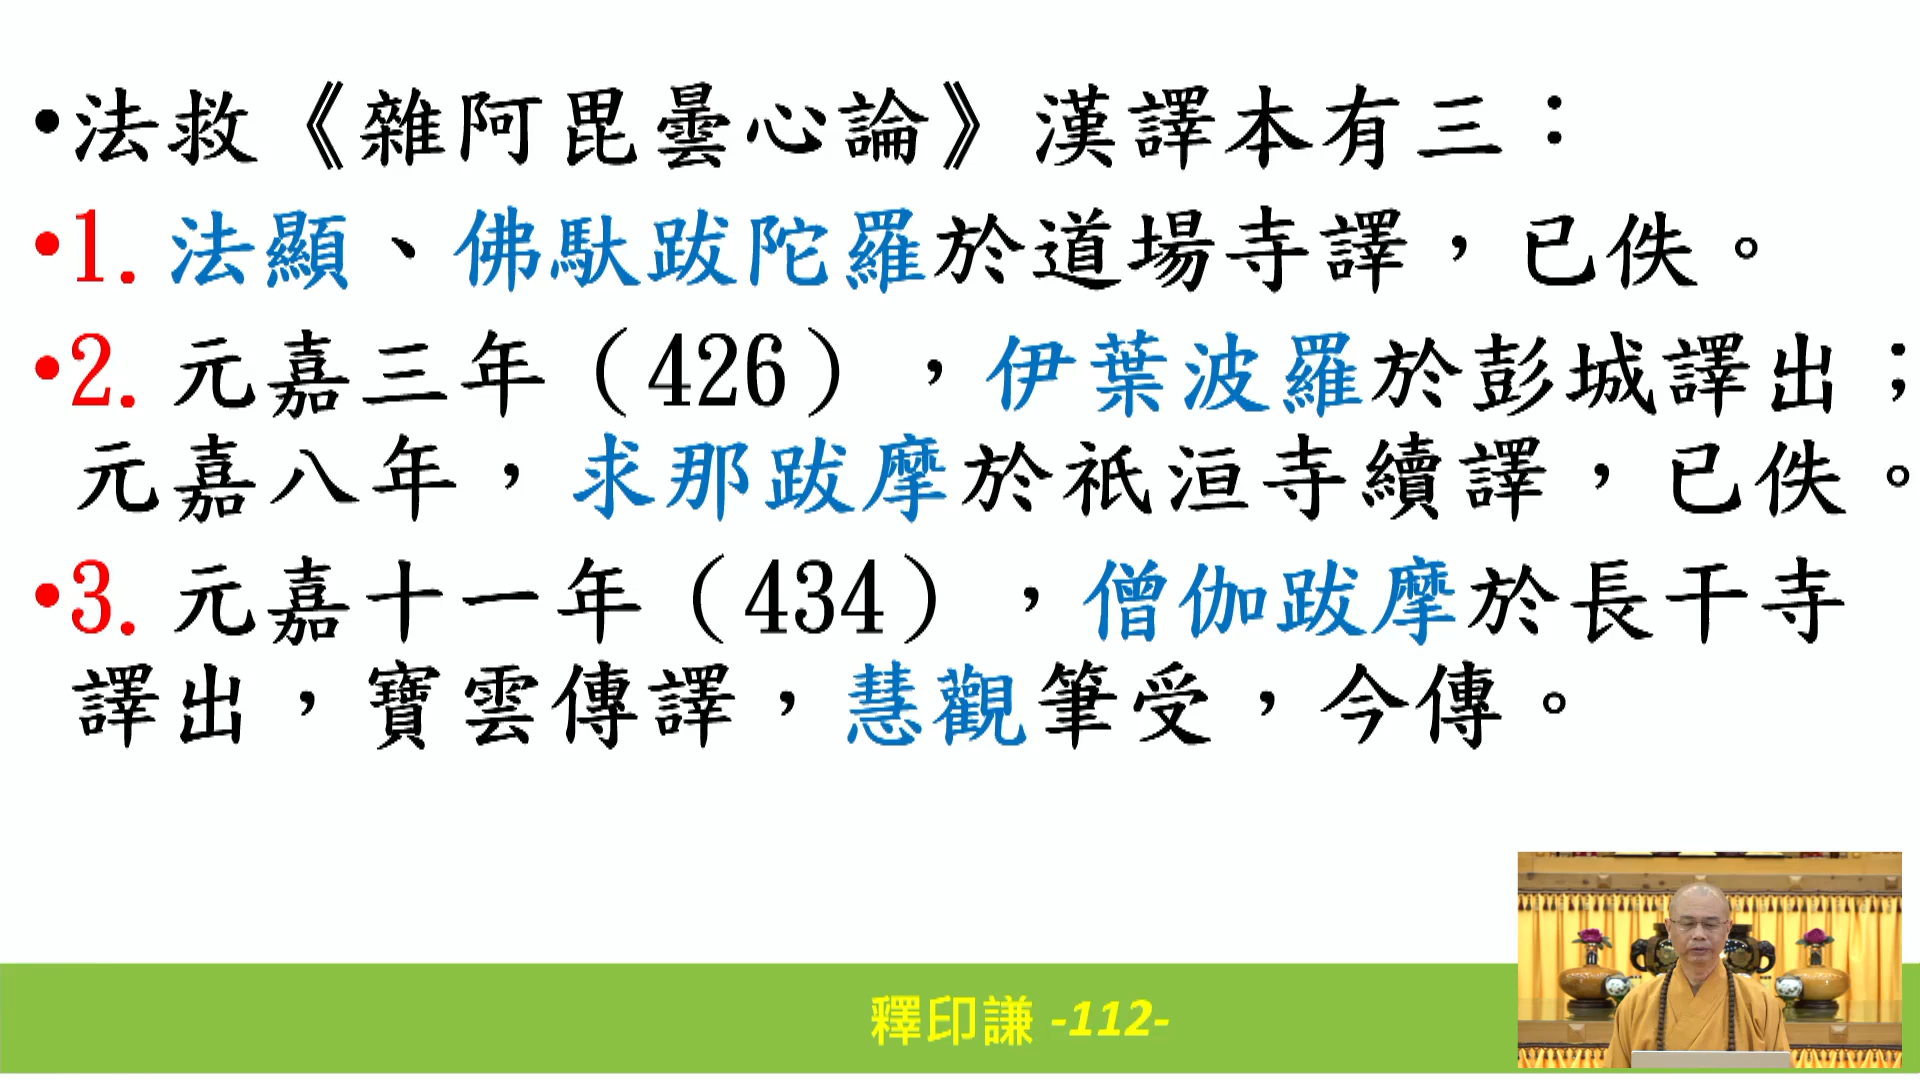 •法救《雜阿毘曇心論》漢譯本有三：
•1. 法顯、佛馱跋陀羅於道場寺譯，已佚。
•2. 元嘉三年（426），伊葉波羅於彭城譯出；
元嘉八年，求那跋摩於祇洹寺續譯，已佚。
•3. 元嘉十一年（434），僧伽跋摩於長干寺
譯出，寶雲傳譯，慧觀筆受，今傳。
釋印謙 -112-